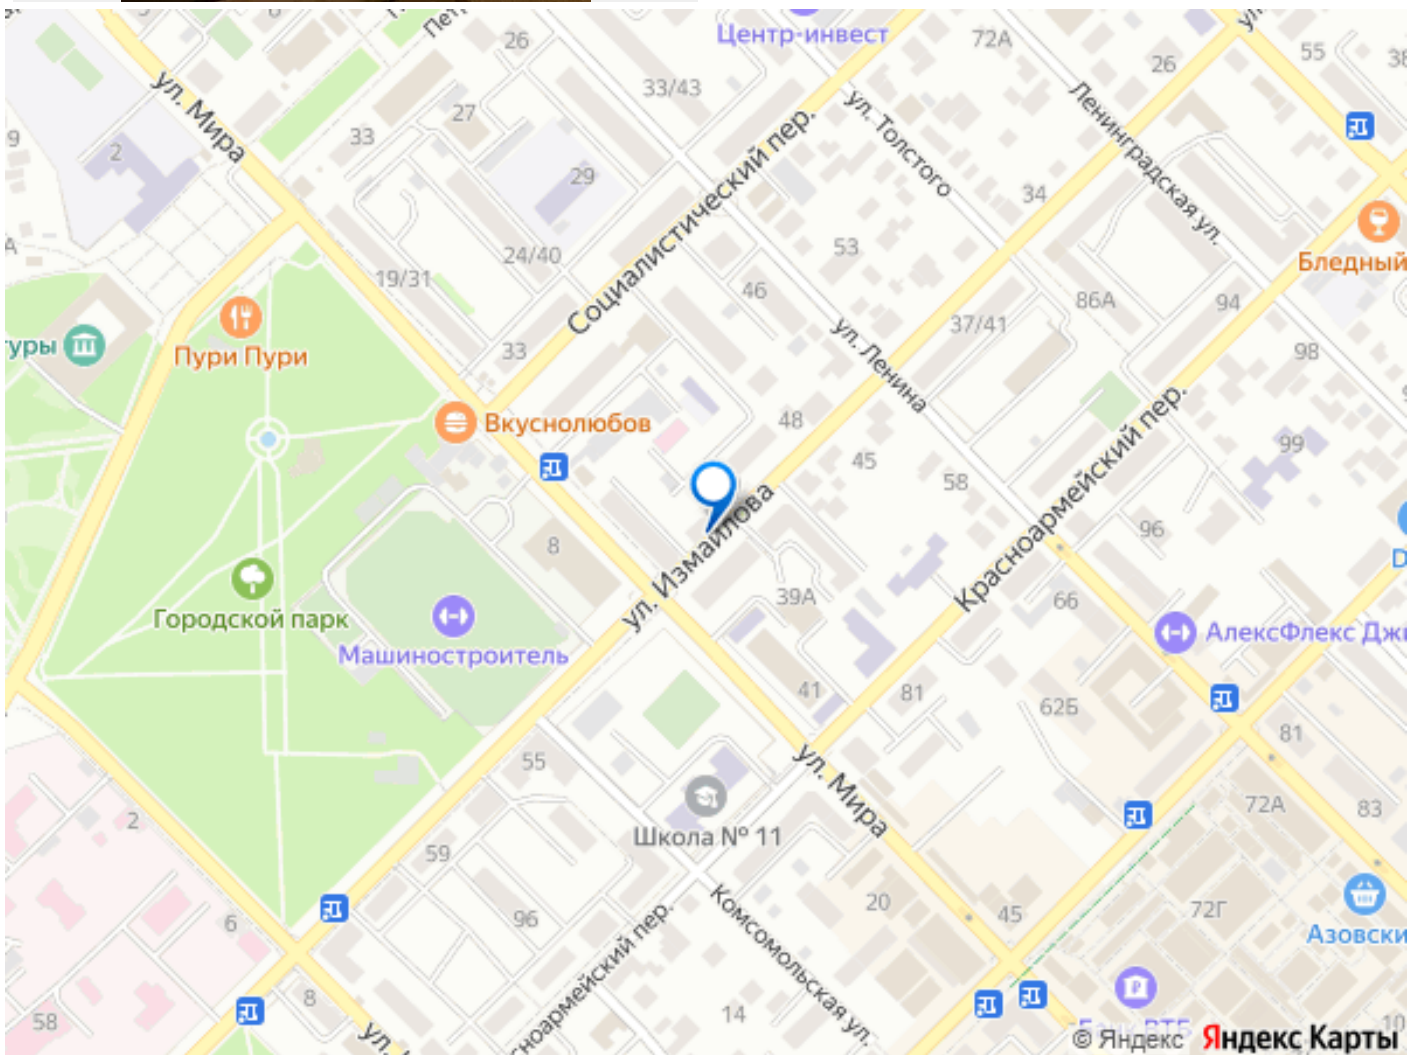 Центр-инвест
72А
55
26
26
33/43
ул. Мира
27
33
ул. Толстого
Ленинградская ул.
2
29
Социалистический пер.
34
53
24/40
Бледный
19/31
46
86А
94
37/41
Пури Пури
ул. Ленина
33
98
Вкуснолюбов
48
99
45
58
Красноармейский пер.
96
ул. Измайлова
8
39А
66
Городской парк
Машиностроитель
АлексФлекс
41
81
62Б
81
55
ул. Мира
72А
83
2
Школа № 11
59
20
72Г
96
45
6
Комсомольская ул.
8
14
58
© Яндекс Яндекс Карты